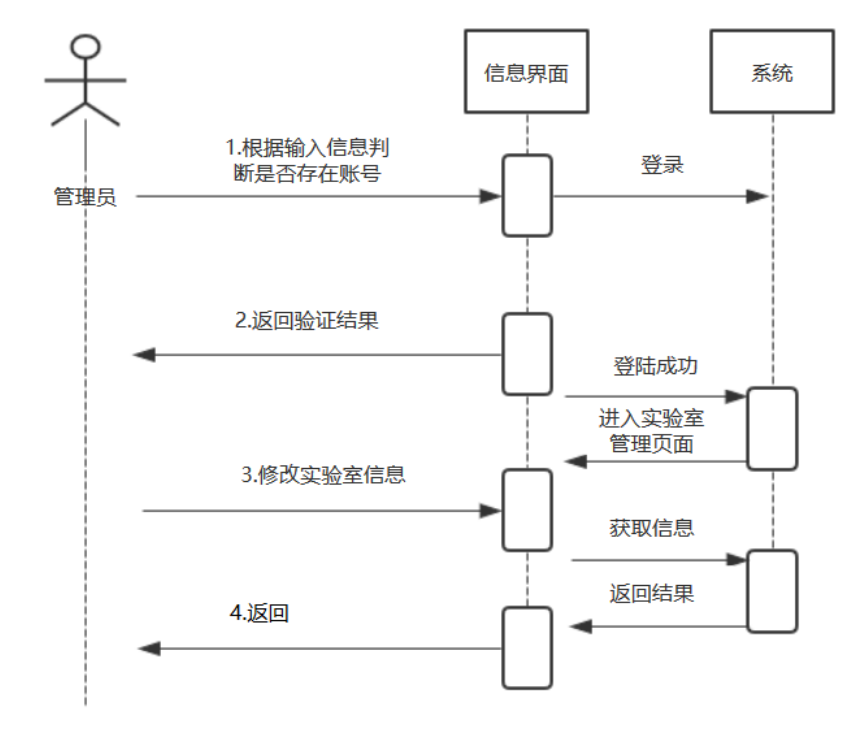 信息界面
系统
1.根据输入信息判
断是否存在账号
登录
管理员
2.返回验证结果
登陆成功
进入实验室
管理页面
3.修改实验室信息
获取信息
返回结果
4.返回